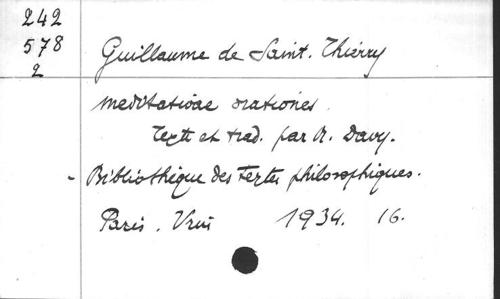 242
578
2
Guillaume de Saint. Thierry
meditativae orationes.
Texte et trad. par R. Davy.
- Bibliothèque des textes philosophiques.
Paris. Vrin 1934. 16.